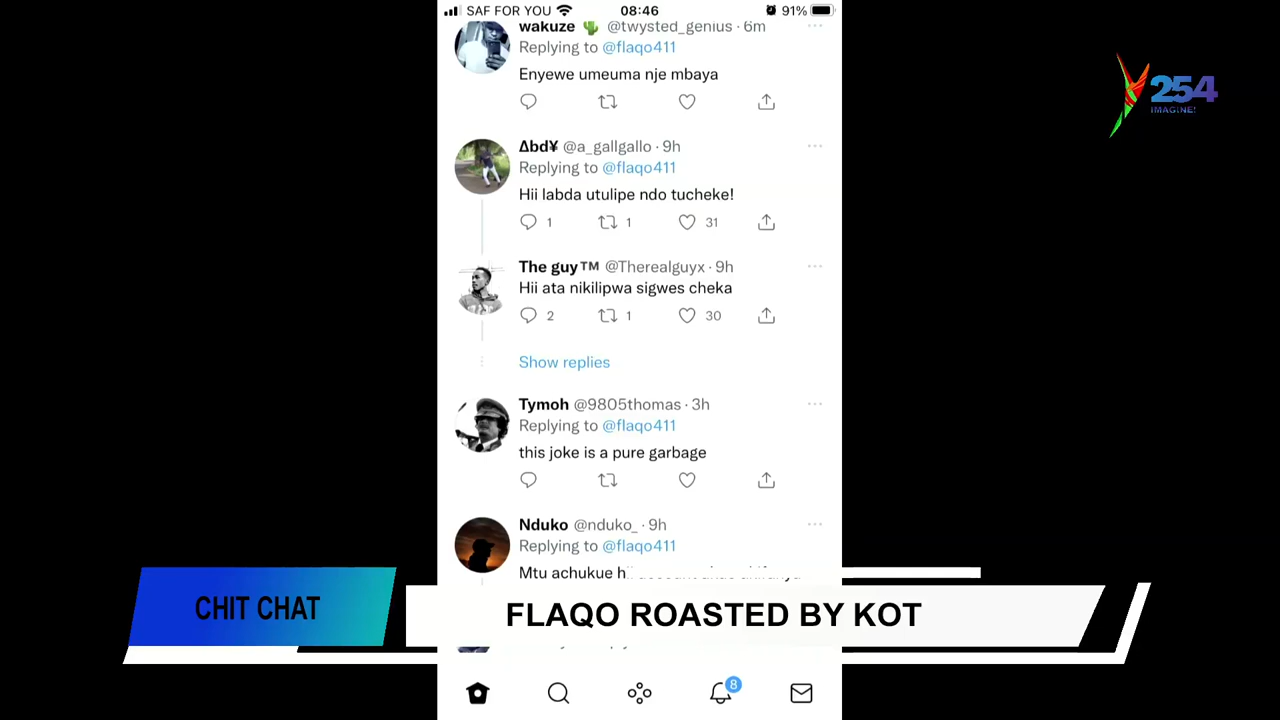 SAF FOR YOU 08:46 91%
wakuze 🌵 @twysted_genius · 6m
Replying to @flaqo411
Enyewe umeuma nje mbaya
Y254
IMAGINE!
∆bd¥ @a_gallgallo · 9h
Replying to @flaqo411
Hii labda utulipe ndo tucheke!
1 1 31
The guy™ @Therealguyx · 9h
Hii ata nikilipwa sigwes cheka
2 1 30
Show replies
Tymoh @9805thomas · 3h
Replying to @flaqo411
this joke is a pure garbage
Nduko @nduko_ · 9h
Replying to @flaqo411
Mtu achukue
CHIT CHAT
FLAQO ROASTED BY KOT
8